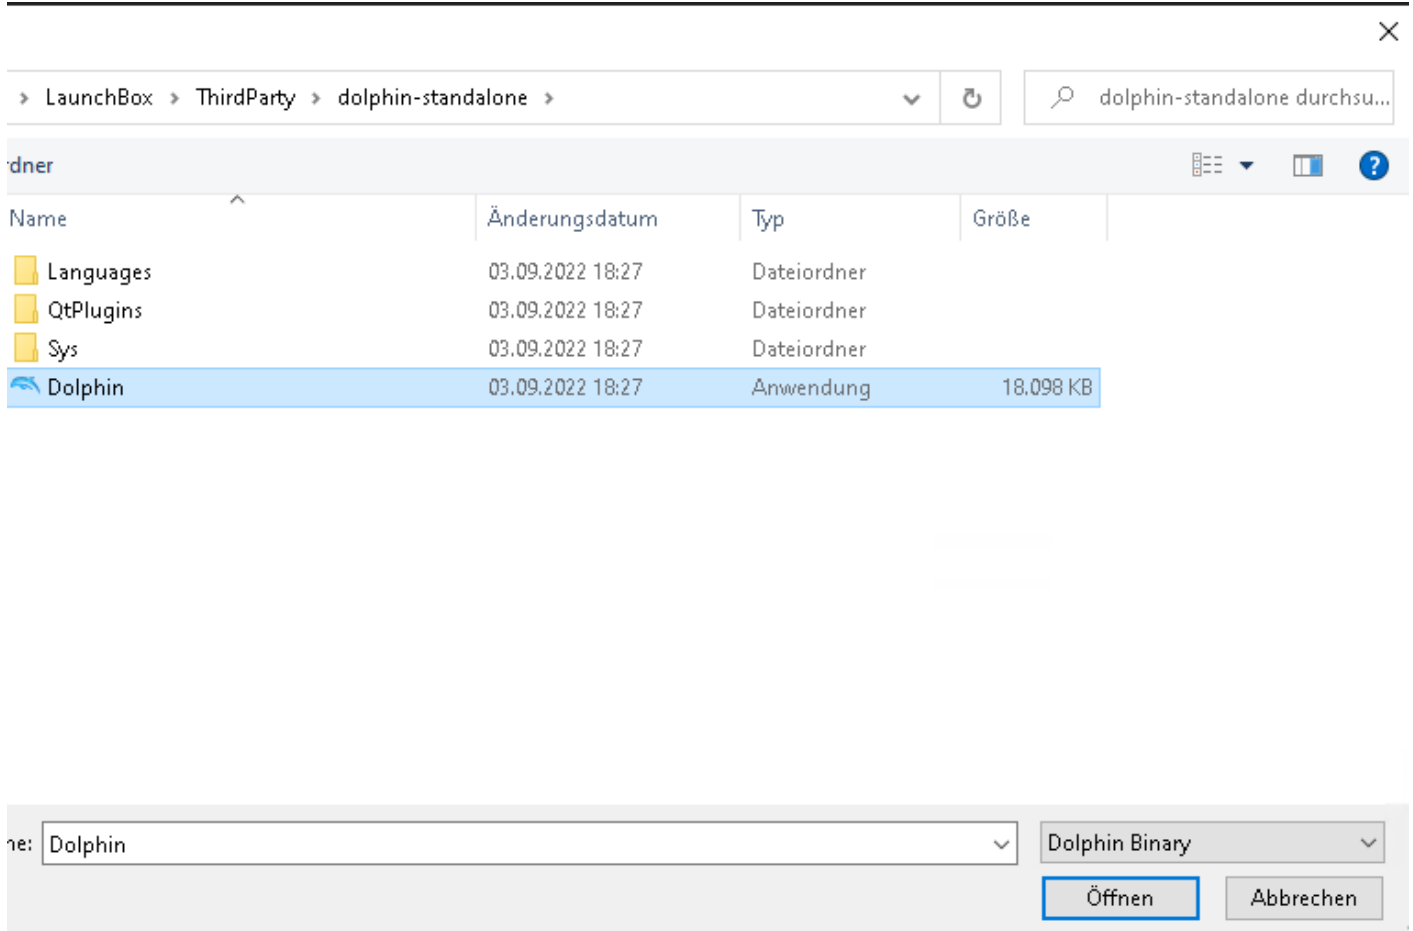 › LaunchBox › ThirdParty › dolphin-standalone › dolphin-standalone durchsu...
rdner ?
Name Änderungsdatum Typ Größe
Languages 03.09.2022 18:27 Dateiordner
QtPlugins 03.09.2022 18:27 Dateiordner
Sys 03.09.2022 18:27 Dateiordner
Dolphin 03.09.2022 18:27 Anwendung 18.098 KB
ne: Dolphin Dolphin Binary
Öffnen Abbrechen